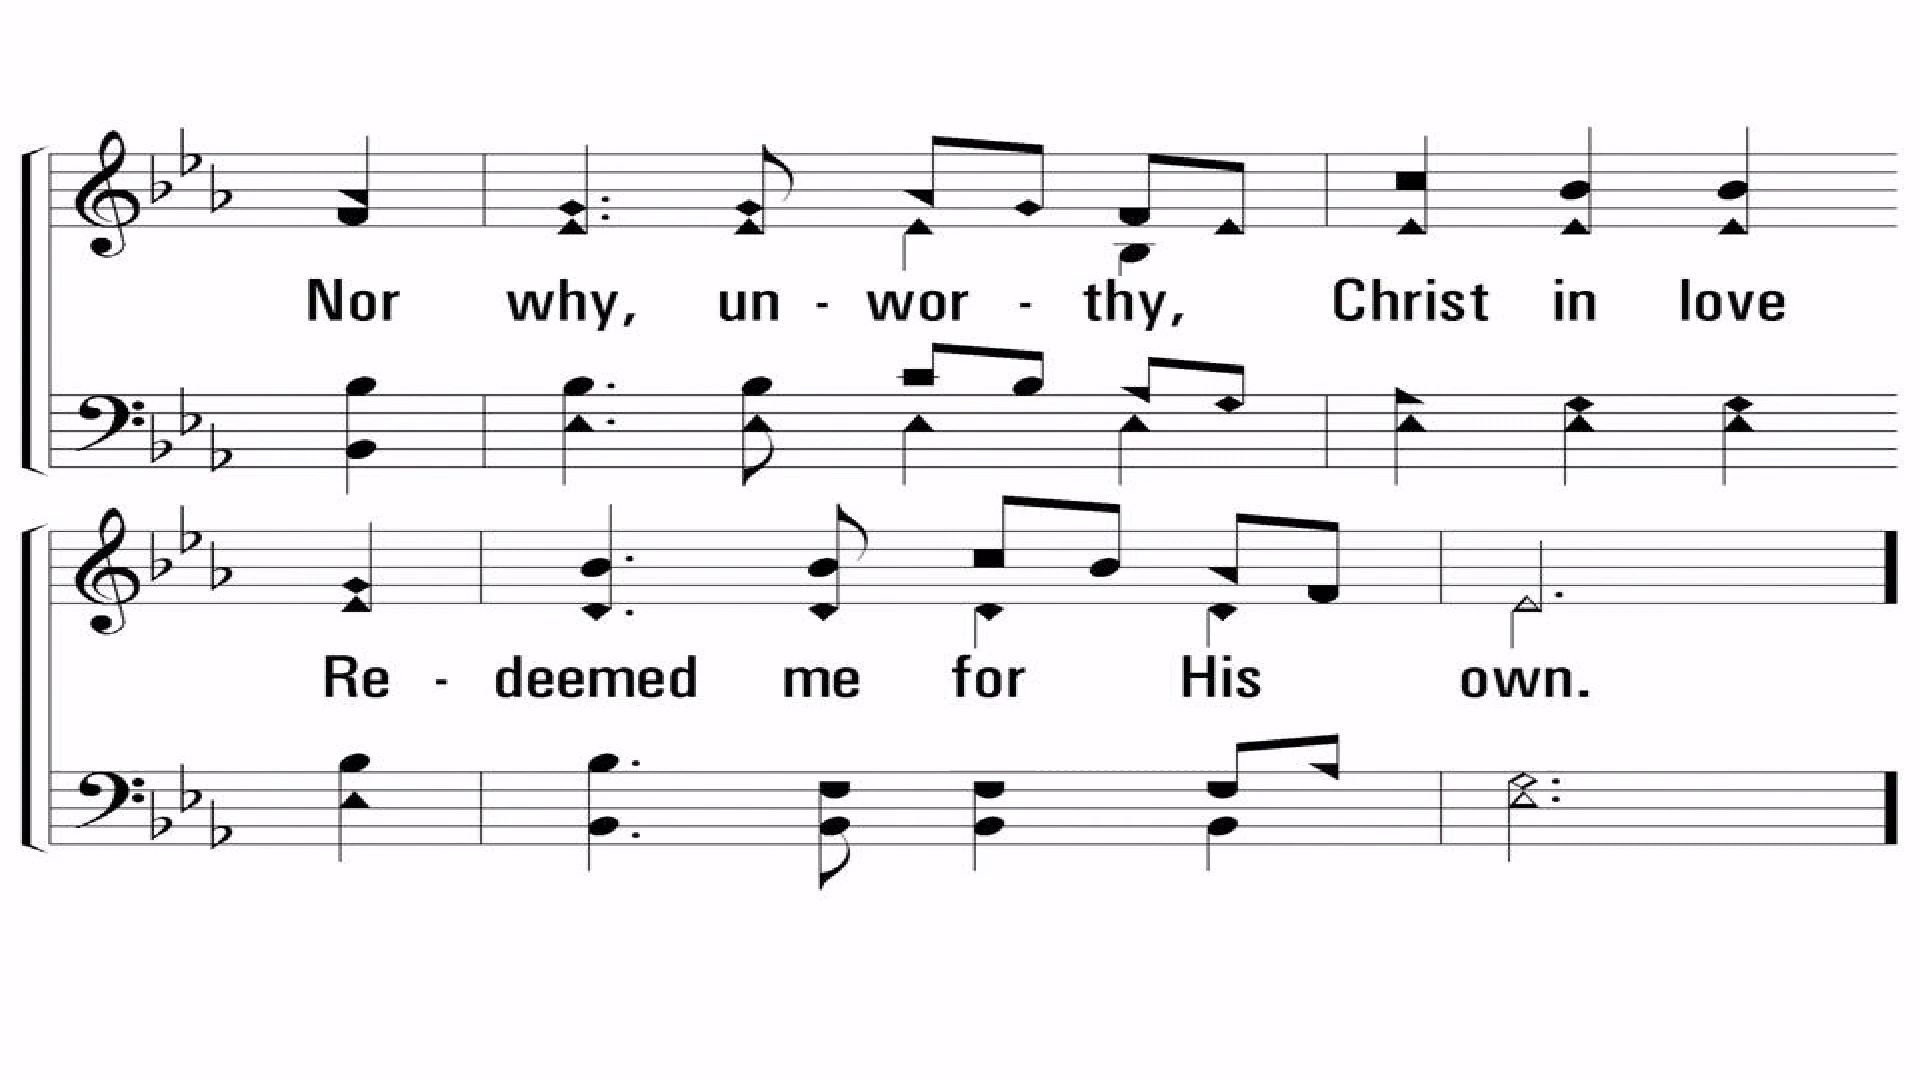 Nor why, un - wor - thy, Christ in love
Re - deemed me for His own.